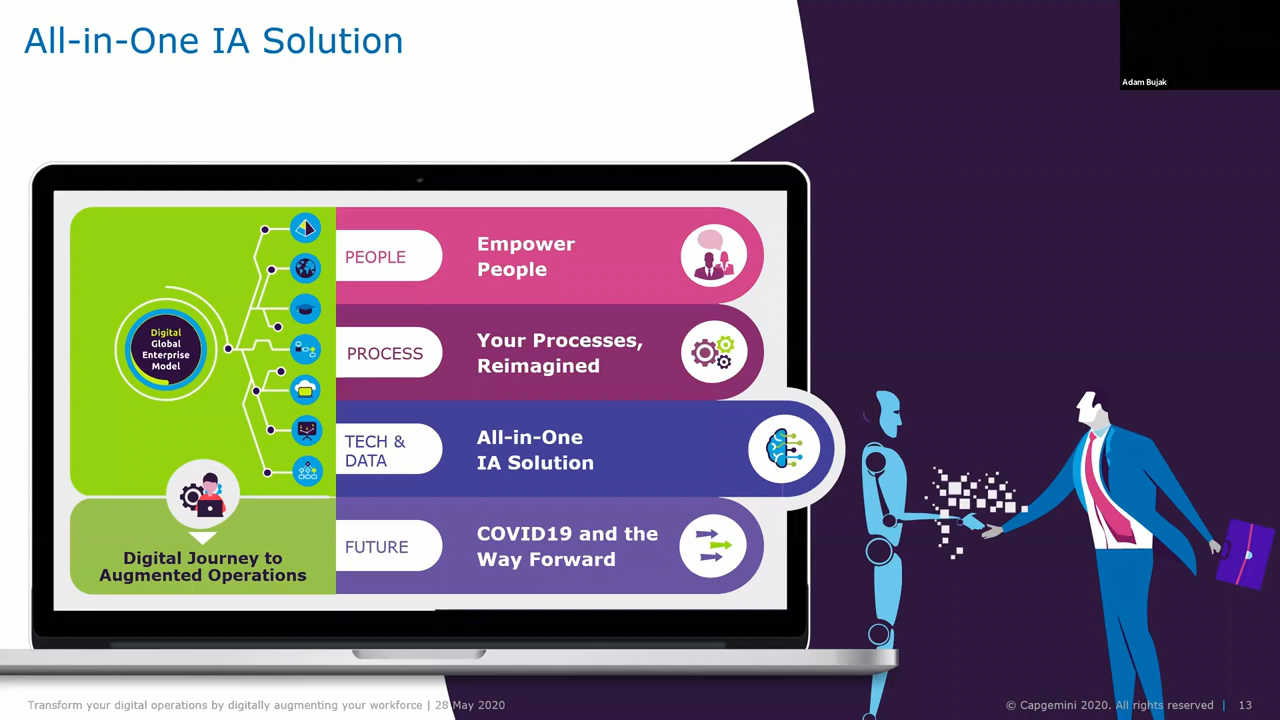 All-in-One IA Solution
Adam Bujak
Digital
Global
Enterprise
Model
PEOPLE
Empower
People
PROCESS
Your Processes,
Reimagined
TECH &
DATA
All-in-One
IA Solution
FUTURE
COVID19 and the
Way Forward
Digital Journey to
Augmented Operations
Transform your digital operations by digitally augmenting your workforce | 28 May 2020
© Capgemini 2020. All rights reserved | 13